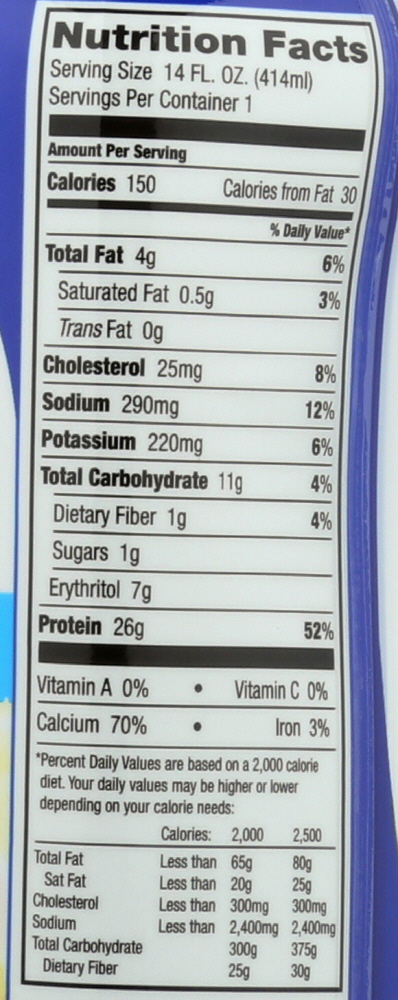 Nutrition Facts
Serving Size 14 FL. OZ. (414ml)
Servings Per Container 1
Amount Per Serving
Calories 150 Calories from Fat 30
% Daily Value*
Total Fat 4g 6%
Saturated Fat 0.5g 3%
Trans Fat 0g
Cholesterol 25mg 8%
Sodium 290mg 12%
Potassium 220mg 6%
Total Carbohydrate 11g 4%
Dietary Fiber 1g 4%
Sugars 1g
Erythritol 7g
Protein 26g 52%
Vitamin A 0% • Vitamin C 0%
Calcium 70% • Iron 3%
*Percent Daily Values are based on a 2,000 calorie
diet. Your daily values may be higher or lower
depending on your calorie needs:
Calories: 2,000 2,500
Total Fat Less than 65g 80g
Sat Fat Less than 20g 25g
Cholesterol Less than 300mg 300mg
Sodium Less than 2,400mg 2,400mg
Total Carbohydrate 300g 375g
Dietary Fiber 25g 30g